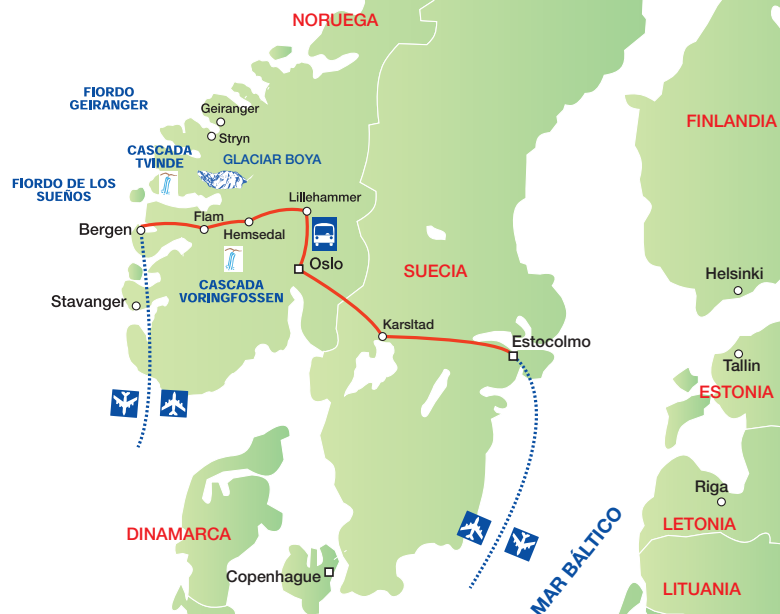 NORUEGA
FIORDO
GEIRANGER
Geiranger
FINLANDIA
Stryn
CASCADA
TVINDE
GLACIAR BOYA
FIORDO DE LOS
SUEÑOS
Lillehammer
Bergen
Flam
Hemsedal
Oslo
SUECIA
Helsinki
CASCADA
VORINGFOSSEN
Stavanger
Karsltad
Estocolmo
Tallin
ESTONIA
Riga
LETONIA
DINAMARCA
MAR BÁLTICO
Copenhague
LITUANIA